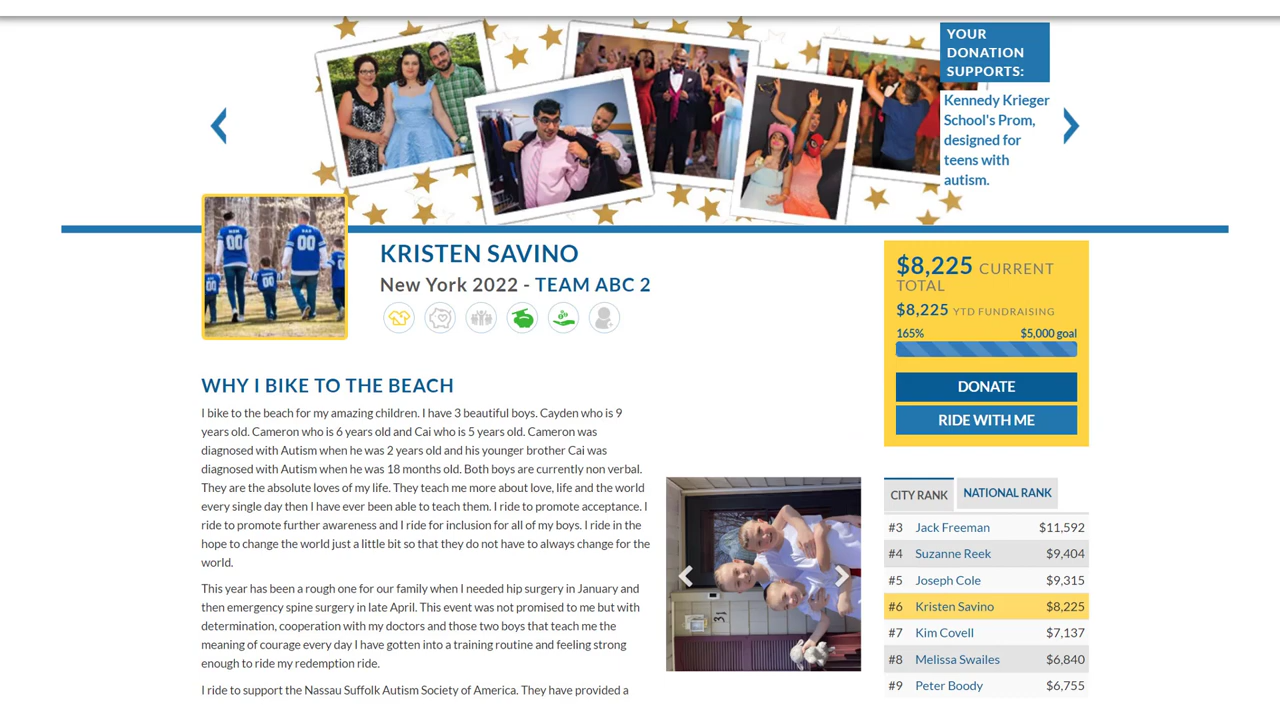 YOUR
DONATION
SUPPORTS:
Kennedy Krieger
School's Prom,
designed for
teens with
autism.
00
00
00
00
KRISTEN SAVINO
New York 2022 - TEAM ABC 2
$8,225 CURRENT
TOTAL
$8,225 YTD FUNDRAISING
165% $5,000 goal
DONATE
RIDE WITH ME
WHY I BIKE TO THE BEACH
I bike to the beach for my amazing children. I have 3 beautiful boys. Cayden who is 9
years old. Cameron who is 6 years old and Cai who is 5 years old. Cameron was
diagnosed with Autism when he was 2 years old and his younger brother Cai was
diagnosed with Autism when he was 18 months old. Both boys are currently non verbal.
They are the absolute loves of my life. They teach me more about love, life and the world
every single day then I have ever been able to teach them. I ride to promote acceptance. I
ride to promote further awareness and I ride for inclusion for all of my boys. I ride in the
hope to change the world just a little bit so that they do not have to always change for the
world.
This year has been a rough one for our family when I needed hip surgery in January and
then emergency spine surgery in late April. This event was not promised to me but with
determination, cooperation with my doctors and those two boys that teach me the
meaning of courage every day I have gotten into a training routine and feeling strong
enough to ride my redemption ride.
I ride to support the Nassau Suffolk Autism Society of America. They have provided a
31
CITY RANK NATIONAL RANK
#3 Jack Freeman $11,592
#4 Suzanne Reek $9,404
#5 Joseph Cole $9,315
#6 Kristen Savino $8,225
#7 Kim Covell $7,137
#8 Melissa Swailes $6,840
#9 Peter Boody $6,755